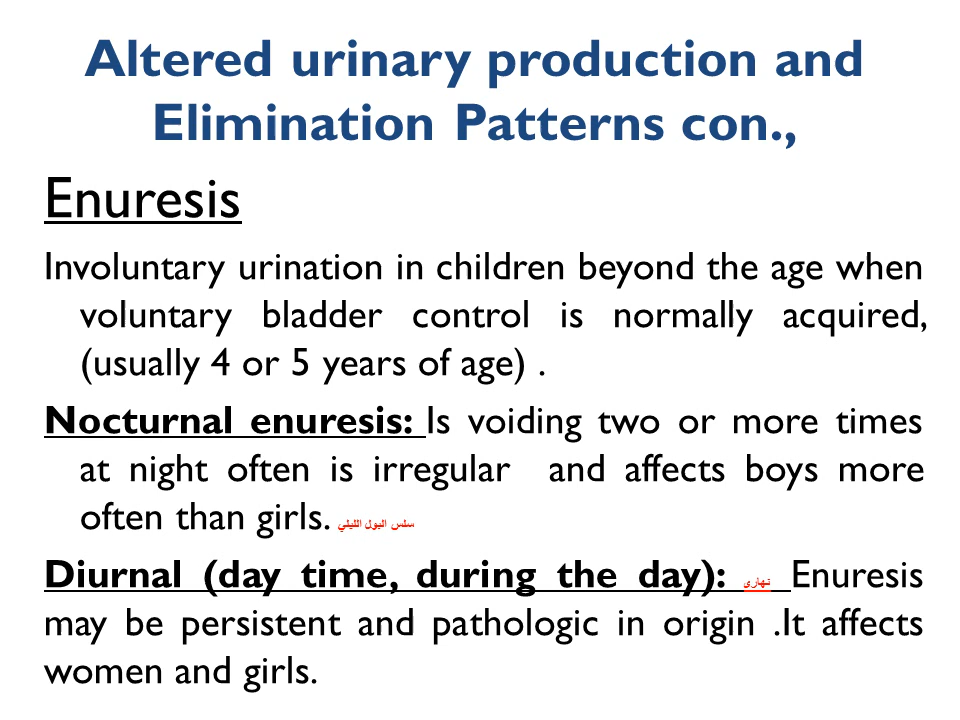 Altered urinary production and
Elimination Patterns con.,
Enuresis
Involuntary urination in children beyond the age when
voluntary bladder control is normally acquired,
(usually 4 or 5 years of age) .
Nocturnal enuresis: Is voiding two or more times
at night often is irregular and affects boys more
often than girls. سلس البول الليلي
Diurnal (day time, during the day): نهاري Enuresis
may be persistent and pathologic in origin .It affects
women and girls.